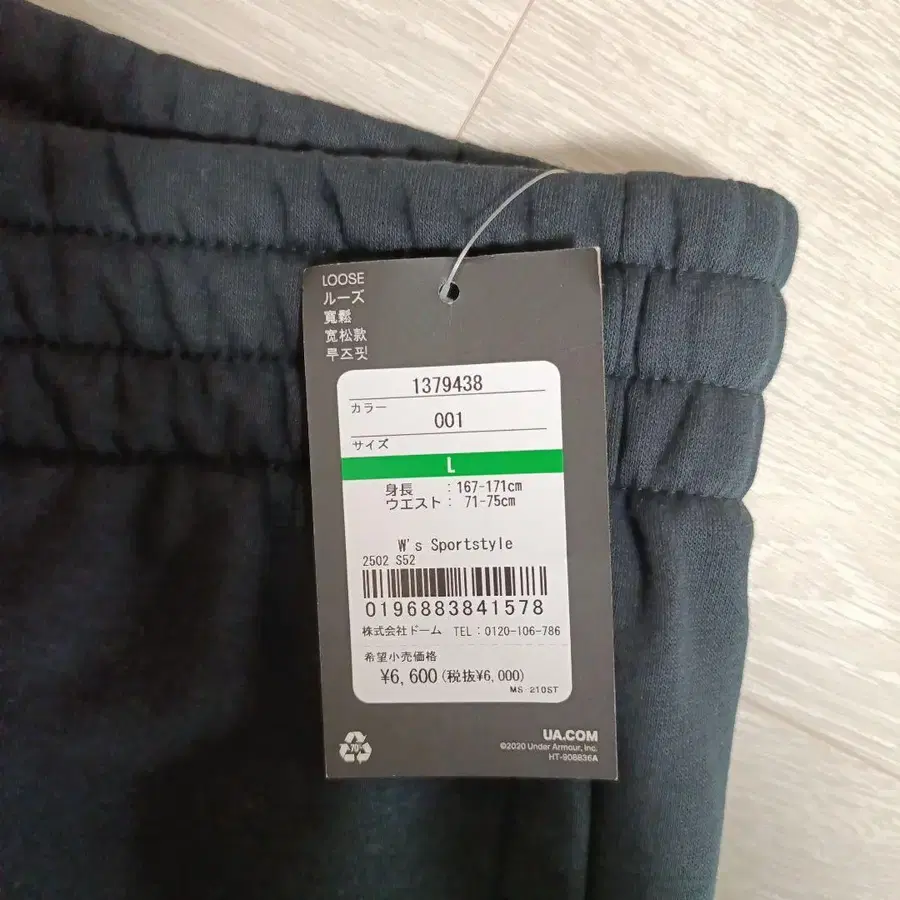 LOOSE
ルーズ
寬鬆
宽松款
루즈핏
1379438
カラー
001
サイズ
L
身長 : 167-171cm
ウエスト : 71-75cm
W's Sportstyle
2502 S52
0196883841578
株式会社ドーム TEL:0120-106-786
希望小売価格
¥6,600(税抜¥6,000)
MS 210ST
70%
UA.COM
©2020 Under Armour, Inc.
HT-908836A